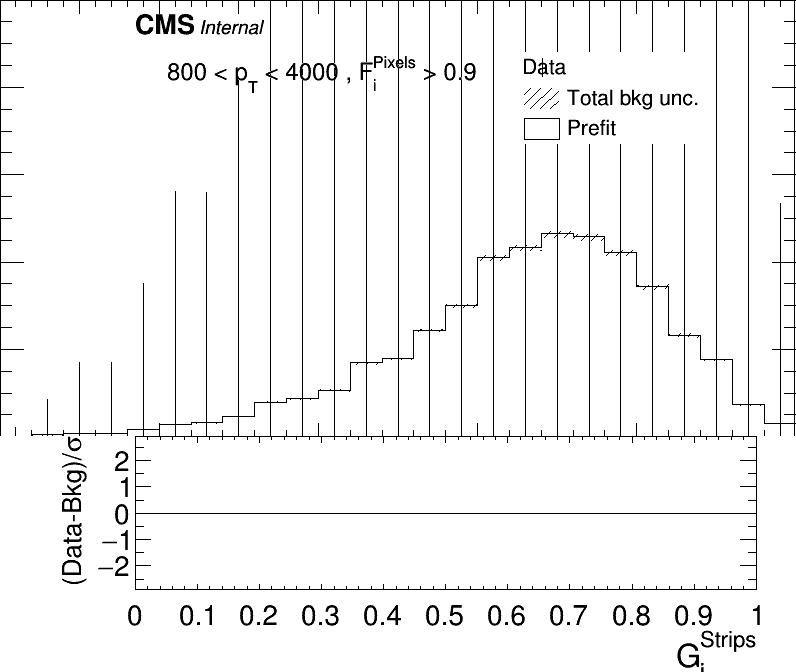 CMS Internal
800 < p_T < 4000 , F_i^Pixels > 0.9
Data
Total bkg unc.
Prefit
(Data-Bkg)/σ
2
1
0
−1
−2
0 0.1 0.2 0.3 0.4 0.5 0.6 0.7 0.8 0.9 1
G_i^Strips